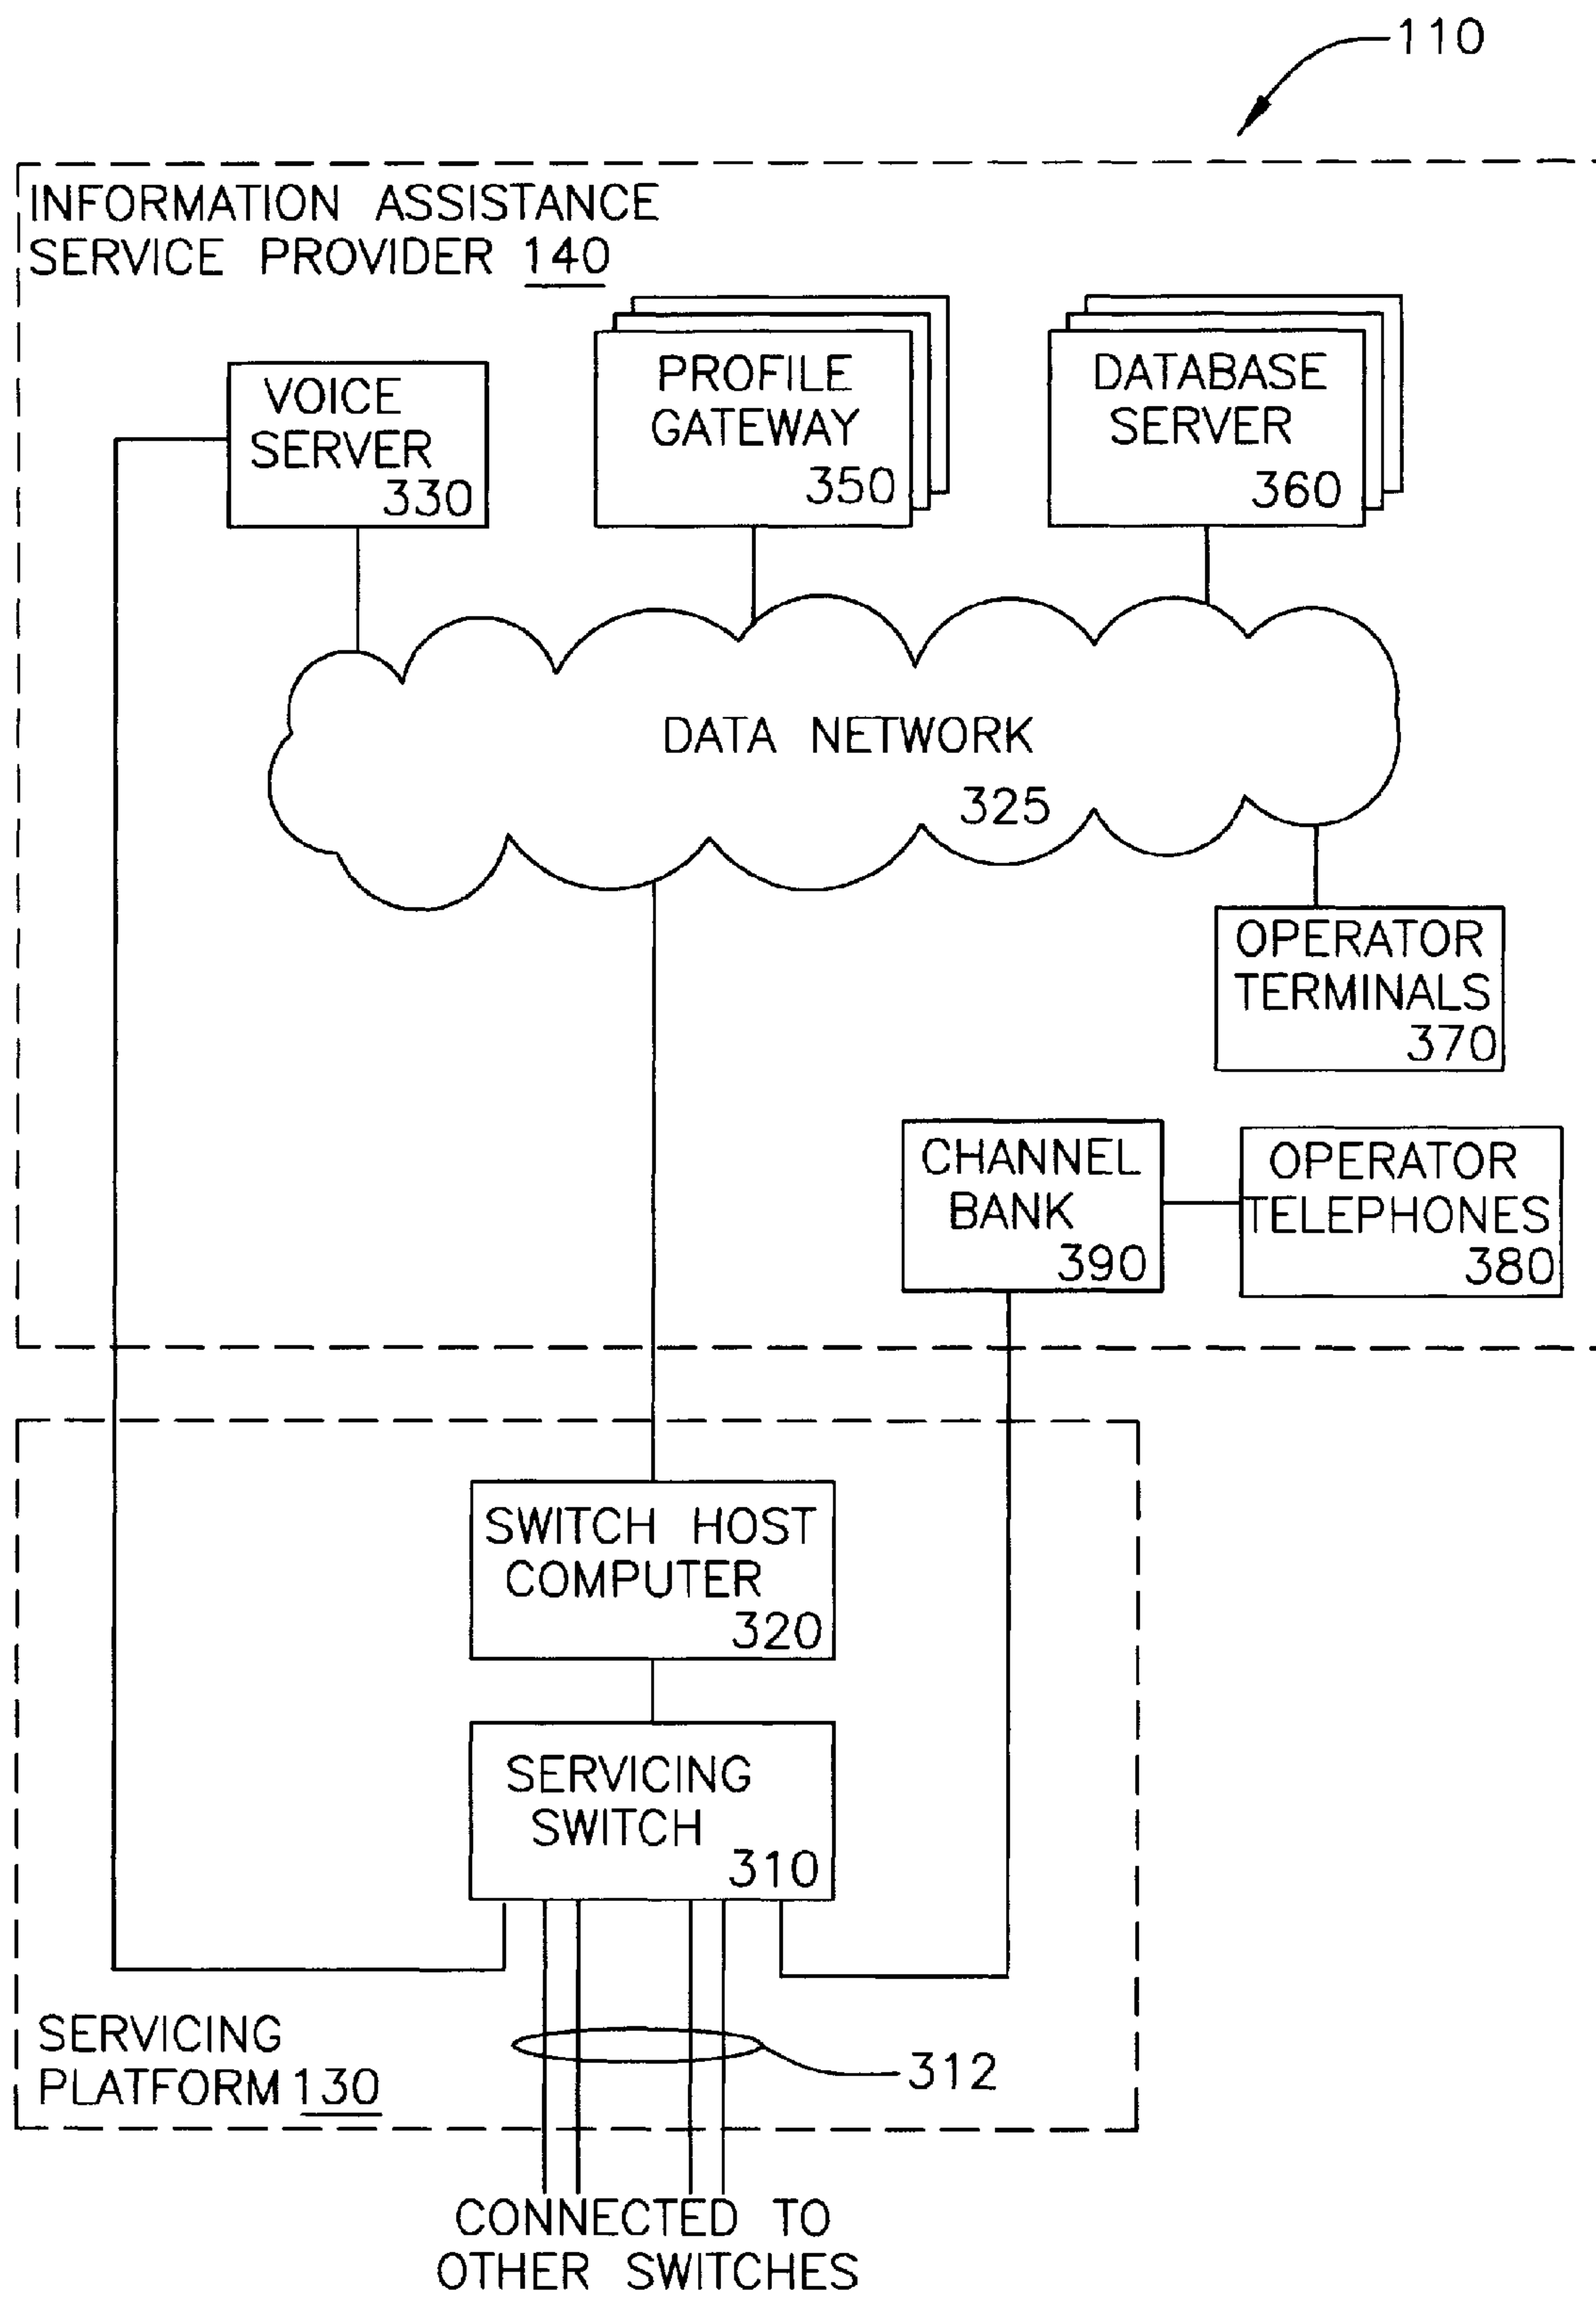 110
INFORMATION ASSISTANCE
SERVICE PROVIDER 140
VOICE
SERVER
330
PROFILE
GATEWAY
350
DATABASE
SERVER
360
DATA NETWORK
325
OPERATOR
TERMINALS
370
CHANNEL
BANK
390
OPERATOR
TELEPHONES
380
SWITCH HOST
COMPUTER
320
SERVICING
SWITCH
310
SERVICING
PLATFORM 130
312
CONNECTED TO
OTHER SWITCHES